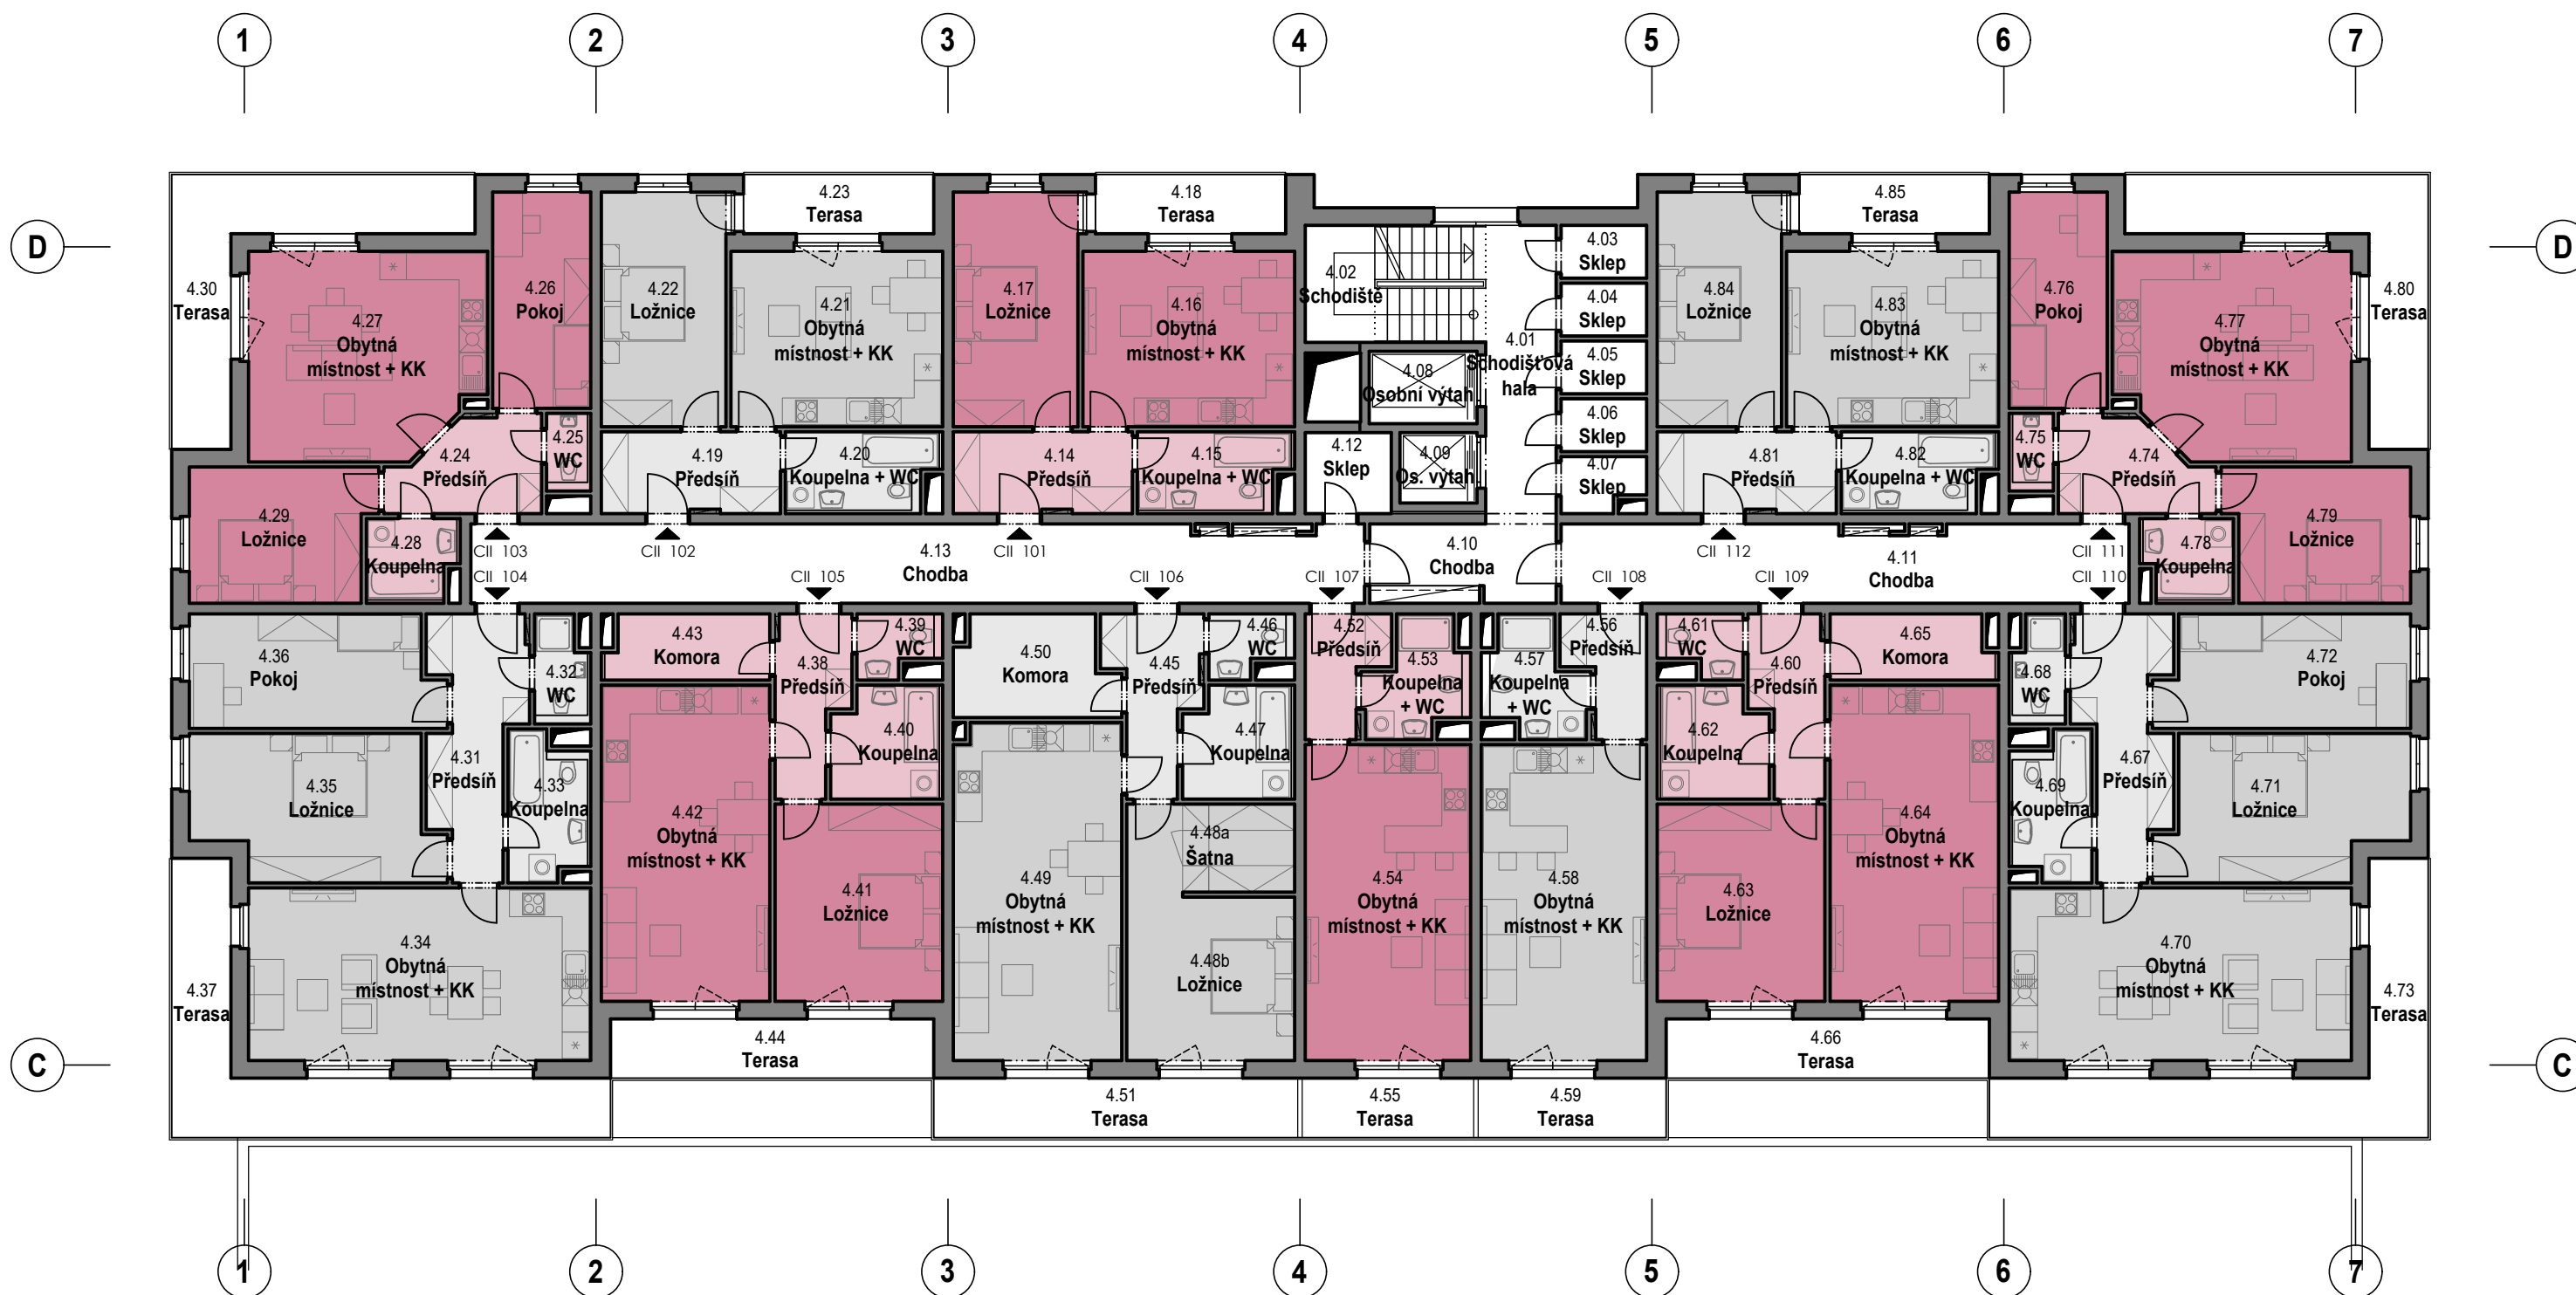 1 2 3 4 5 6 7
D D
4.23
Terasa
4.18
Terasa
4.85
Terasa
4.30
Terasa
4.27
Obytná
místnost + KK
4.26
Pokoj
4.22
Ložnice
4.21
Obytná
místnost + KK
4.17
Ložnice
4.16
Obytná
místnost + KK
4.02
Schodiště
4.01
Schodišťová
hala
4.03
Sklep
4.04
Sklep
4.05
Sklep
4.06
Sklep
4.07
Sklep
4.08
Osobní výtah
4.09
Os. výtah
4.12
Sklep
4.84
Ložnice
4.83
Obytná
místnost + KK
4.76
Pokoj
4.77
Obytná
místnost + KK
4.80
Terasa
4.24
Předsíň
4.25
WC
4.19
Předsíň
4.20
Koupelna + WC
4.14
Předsíň
4.15
Koupelna + WC
4.81
Předsíň
4.82
Koupelna + WC
4.75
WC
4.74
Předsíň
4.29
Ložnice
4.28
Koupelna
4.78
Koupelna
4.79
Ložnice
CII 103
CII 102
CII 101
CII 112
CII 111
4.13
Chodba
4.10
Chodba
4.11
Chodba
CII 104
CII 105
CII 106
CII 107
CII 108
CII 109
CII 110
4.36
Pokoj
4.32
WC
4.31
Předsíň
4.35
Ložnice
4.33
Koupelna
4.34
Obytná
místnost + KK
4.37
Terasa
4.43
Komora
4.38
Předsíň
4.39
WC
4.40
Koupelna
4.42
Obytná
místnost + KK
4.41
Ložnice
4.44
Terasa
4.50
Komora
4.45
Předsíň
4.46
WC
4.47
Koupelna
4.48a
Šatna
4.49
Obytná
místnost + KK
4.48b
Ložnice
4.51
Terasa
4.52
Předsíň
4.53
Koupelna
+ WC
4.54
Obytná
místnost + KK
4.55
Terasa
4.56
Předsíň
4.57
Koupelna
+ WC
4.58
Obytná
místnost + KK
4.59
Terasa
4.61
WC
4.60
Předsíň
4.65
Komora
4.62
Koupelna
4.63
Ložnice
4.64
Obytná
místnost + KK
4.66
Terasa
4.68
WC
4.72
Pokoj
4.67
Předsíň
4.69
Koupelna
4.71
Ložnice
4.70
Obytná
místnost + KK
4.73
Terasa
C C
1 2 3 4 5 6 7